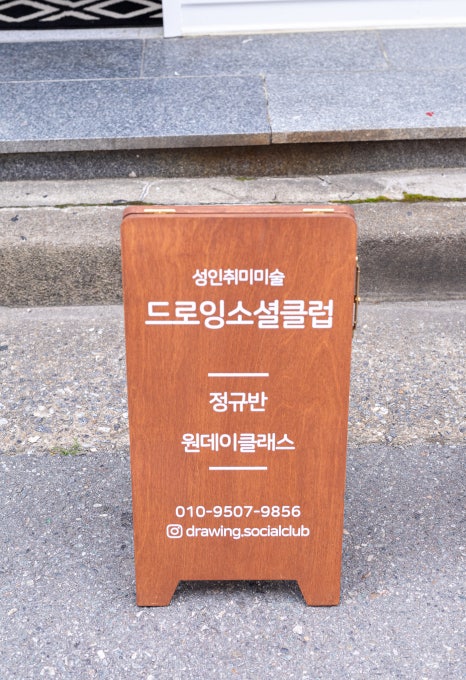 성인취미미술
드로잉소셜클럽
정규반
원데이클래스
010-9507-9856
drawing.socialclub